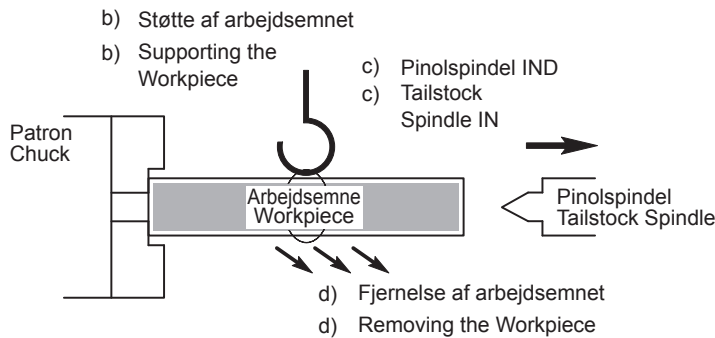 b) Støtte af arbejdsemnet
b) Supporting the
Workpiece
c) Pinolspindel IND
c) Tailstock
Spindle IN
Patron
Chuck
Arbejdsemne
Workpiece
Pinolspindel
Tailstock Spindle
d) Fjernelse af arbejdsemnet
d) Removing the Workpiece